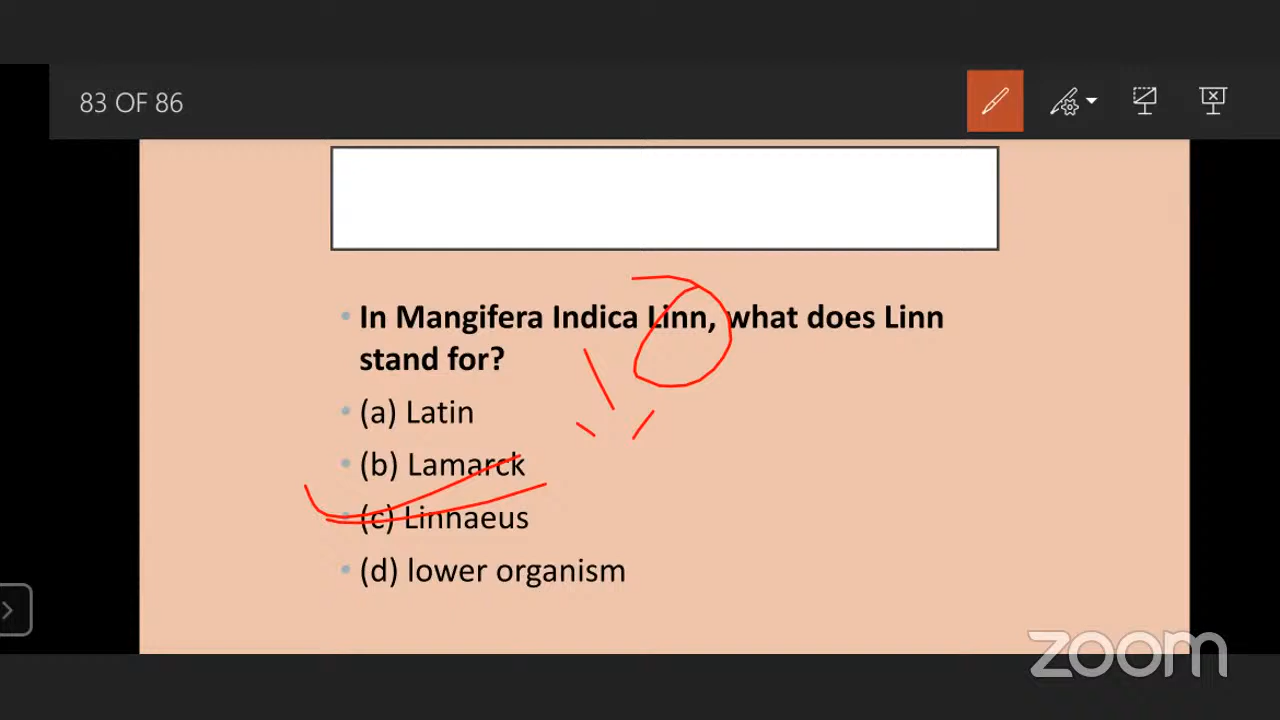 83 OF 86
• In Mangifera Indica Linn, what does Linn
stand for?
• (a) Latin
• (b) Lamarck
• (c) Linnaeus
• (d) lower organism
zoom